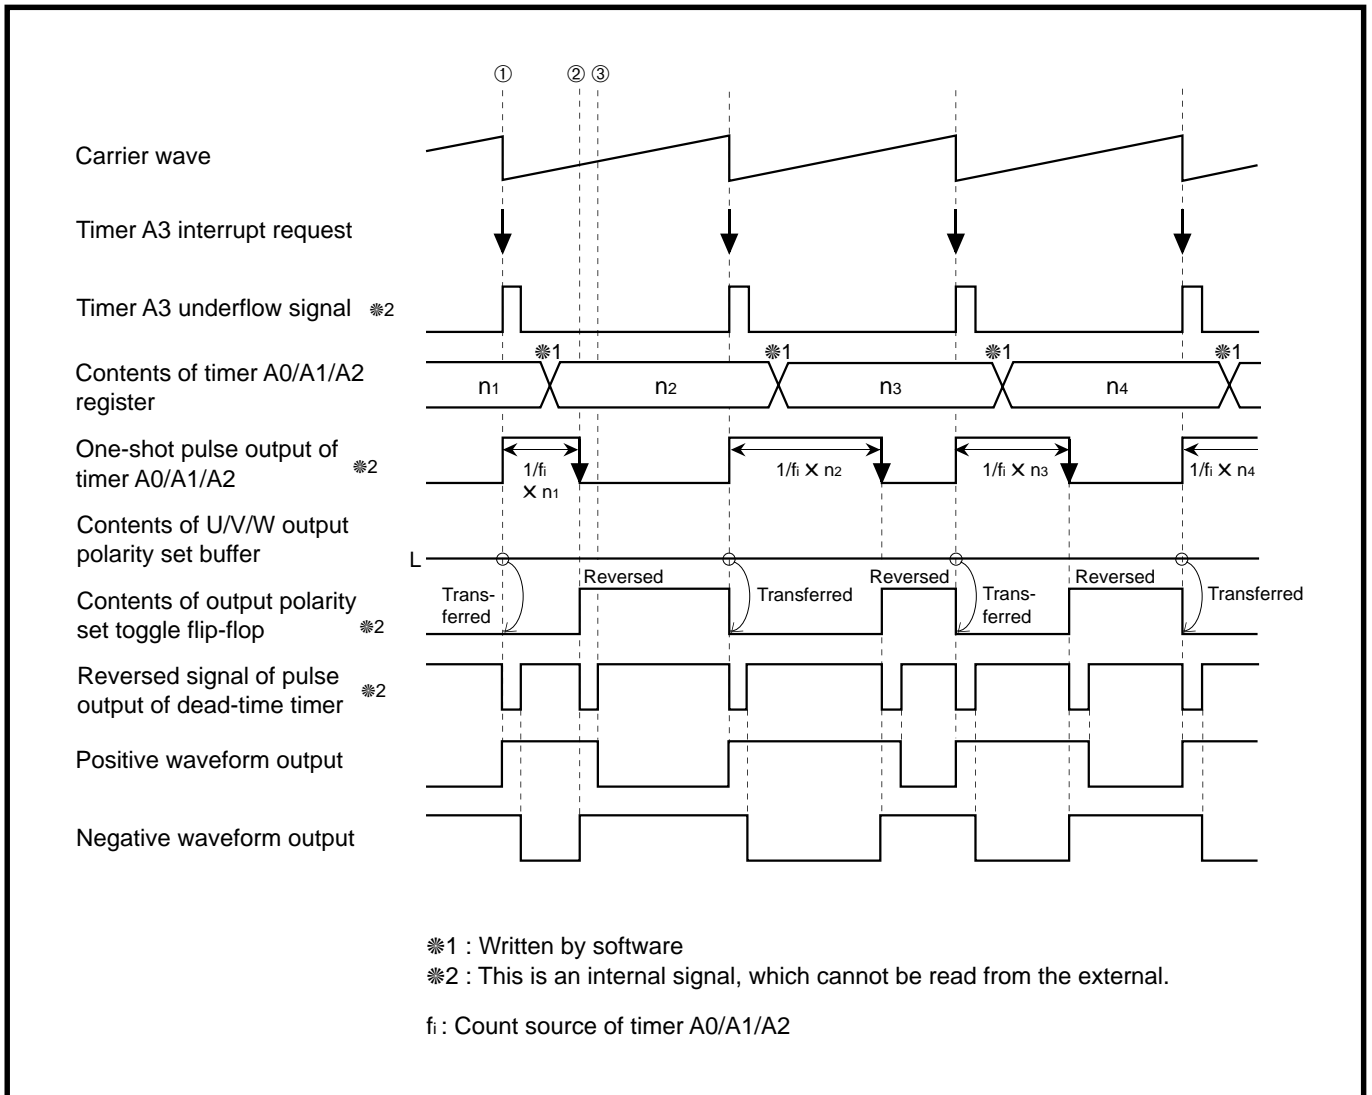 ① ② ③
Carrier wave
Timer A3 interrupt request
Timer A3 underflow signal ❋2
❋1 ❋1 ❋1 ❋1
Contents of timer A0/A1/A2
register
n1 n2 n3 n4
One-shot pulse output of
timer A0/A1/A2 ❋2
1/fi
✕ n1
1/fi ✕ n2
1/fi ✕ n3
1/fi ✕ n4
Contents of U/V/W output
polarity set buffer
L
Contents of output polarity
set toggle flip-flop ❋2
Trans-
ferred
Reversed
Transferred
Reversed
Trans-
ferred
Reversed
Transferred
Reversed signal of pulse
output of dead-time timer ❋2
Positive waveform output
Negative waveform output
❋1 : Written by software
❋2 : This is an internal signal, which cannot be read from the external.
fi : Count source of timer A0/A1/A2